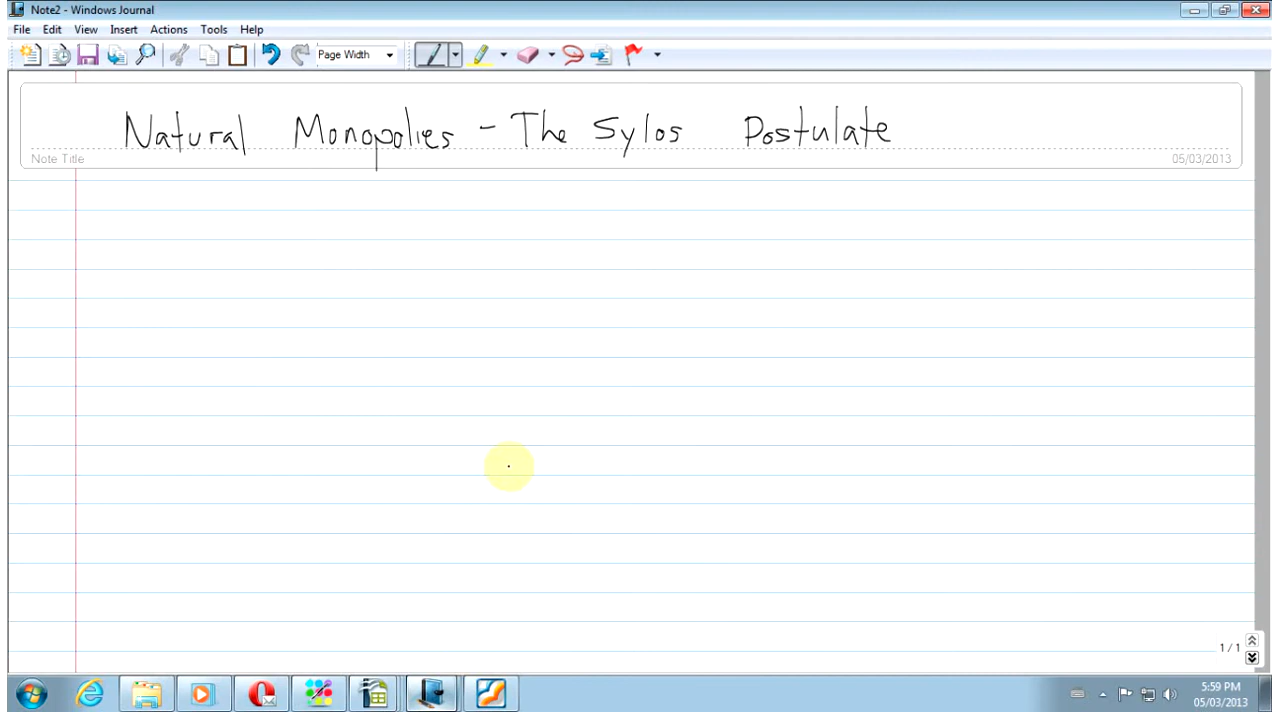 Note2 - Windows Journal
File Edit View Insert Actions Tools Help
Page Width
Natural Monopolies - The Sylos Postulate
Note Title
05/03/2013
1 / 1
5:59 PM
05/03/2013